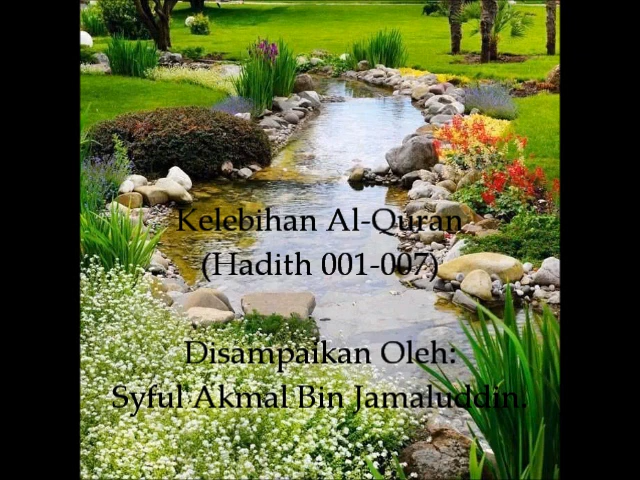 Kelebihan Al-Quran
(Hadith 001-007)
Disampaikan Oleh:
Syful Akmal Bin Jamaluddin.